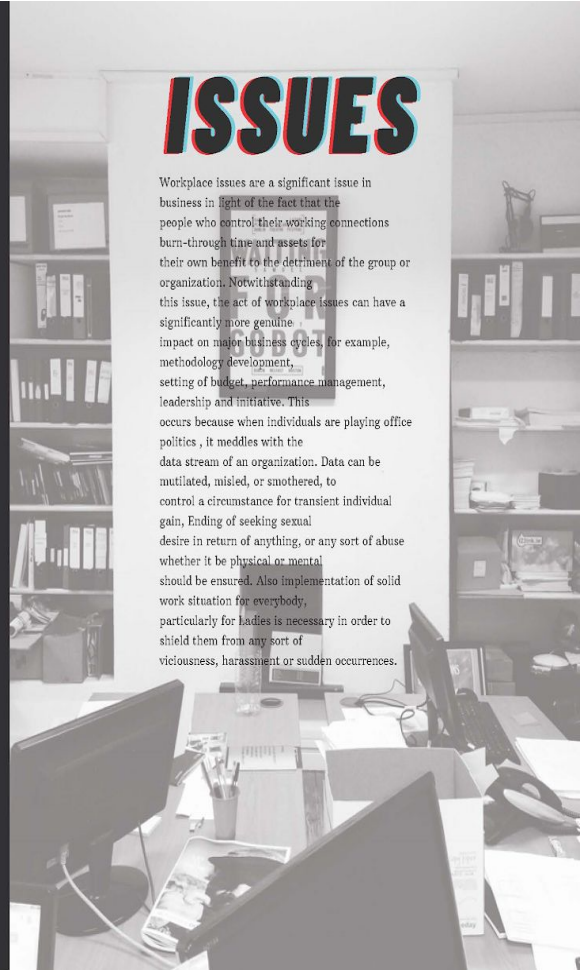 ISSUES
Workplace issues are a significant issue in
business in light of the fact that the
people who control their working connections
burn-through time and assets for
their own benefit to the detriment of the group or
organization. Notwithstanding
this issue, the act of workplace issues can have a
significantly more genuine
impact on major business cycles, for example,
methodology development,
setting of budget, performance management,
leadership and initiative. This
occurs because when individuals are playing office
politics , it meddles with the
data stream of an organization. Data can be
mutilated, misled, or smothered, to
control a circumstance for transient individual
gain, Ending of seeking sexual
desire in return of anything, or any sort of abuse
whether it be physical or mental
should be ensured. Also implementation of solid
work situation for everybody,
particularly for Ladies is necessary in order to
shield them from any sort of
viciousness, harassment or sudden occurrences.
WAITING
FOR
GODOT